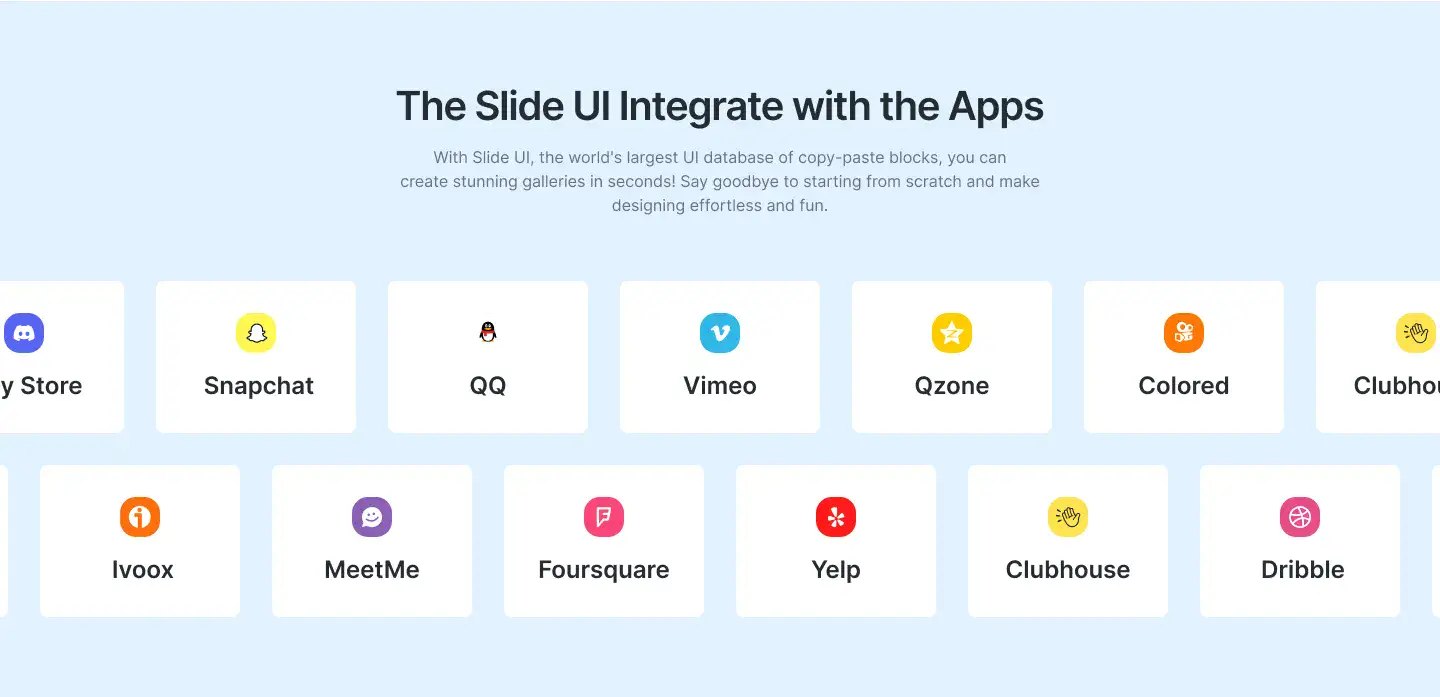 The Slide UI Integrate with the Apps
With Slide UI, the world's largest UI database of copy-paste blocks, you can
create stunning galleries in seconds! Say goodbye to starting from scratch and make
designing effortless and fun.
y Store
Snapchat
QQ
Vimeo
Qzone
Colored
Clubhou
Ivoox
MeetMe
Foursquare
Yelp
Clubhouse
Dribble